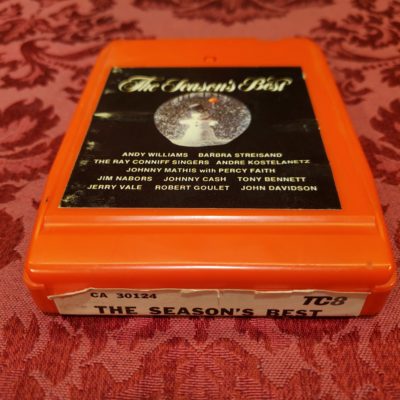 The Season's Best
ANDY WILLIAMS BARBRA STREISAND
THE RAY CONNIFF SINGERS ANDRE KOSTELANETZ
JOHNNY MATHIS with PERCY FAITH
JIM NABORS JOHNNY CASH TONY BENNETT
JERRY VALE ROBERT GOULET JOHN DAVIDSON
CA 30124 TC8
THE SEASON'S BEST